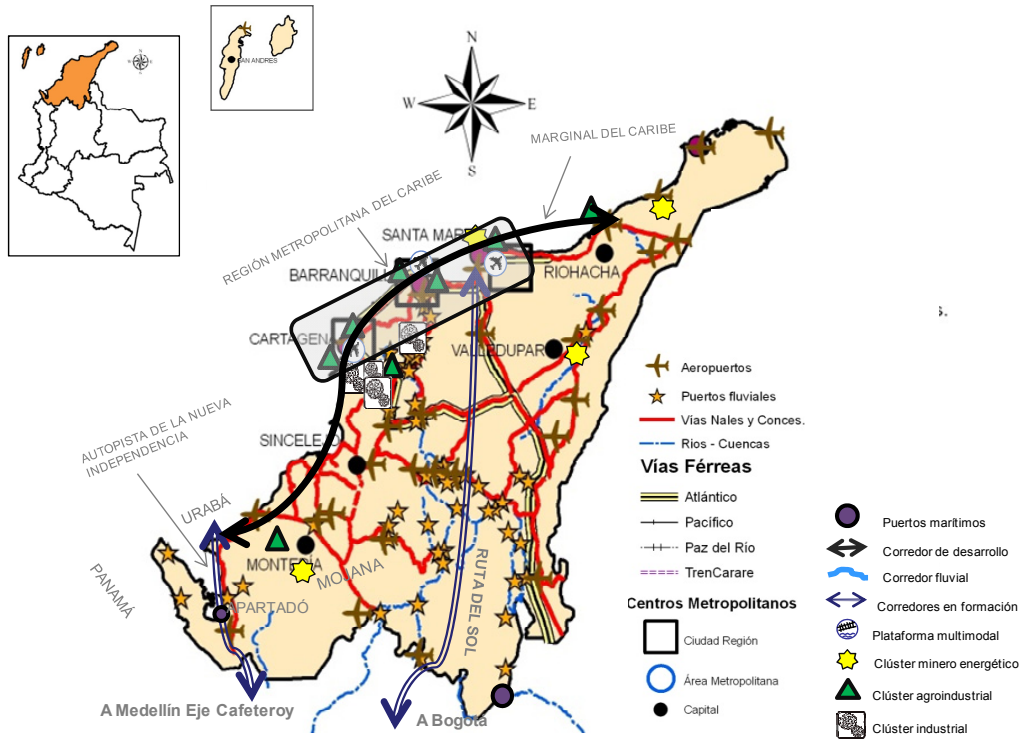 SAN ANDRES
N
W
E
S
MARGINAL DEL CARIBE
REGIÓN METROPOLITANA DEL CARIBE
SANTA MAR
BARRANQUILL
RIOHACHA
CARTAGENA
VALLEDUPAR
s.
Aeropuertos
Puertos fluviales
Vías Nales y Conces.
Rios - Cuencas
Vías Férreas
Atlántico
Pacífico
Paz del Río
TrenCarare
Centros Metropolitanos
Ciudad Región
Área Metropolitana
Capital
AUTOPISTA DE LA NUEVA
INDEPENDENCIA
SINCELEJO
URABÁ
MONTERÍA
MOJANA
PANAMÁ
APARTADÓ
RUTA DEL SOL
A Medellín Eje Cafeteroy
A Bogotá
Puertos marítimos
Corredor de desarrollo
Corredor fluvial
Corredores en formación
Plataforma multimodal
Clúster minero energético
Clúster agroindustrial
Clúster industrial